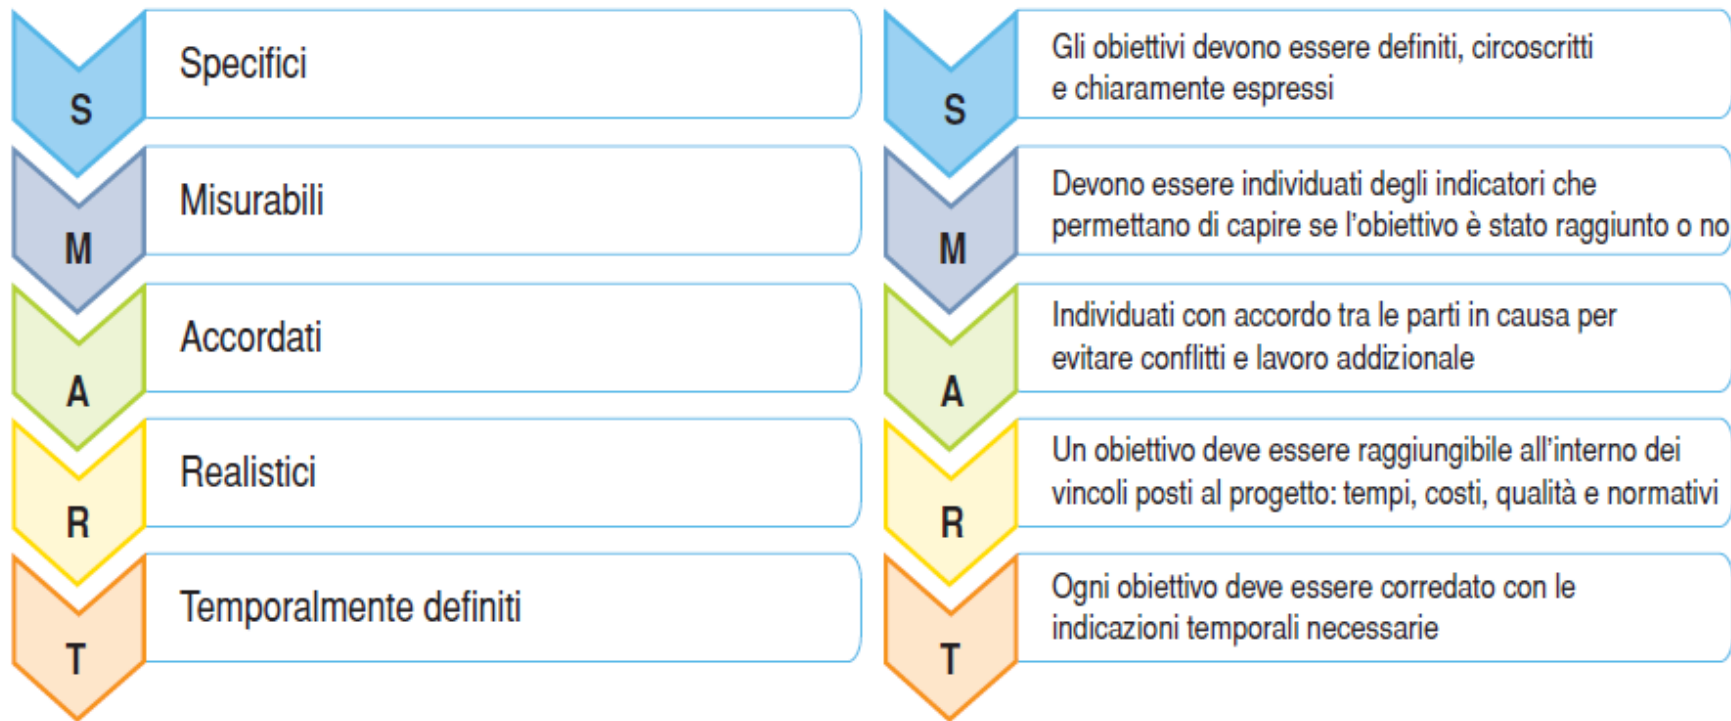 S
Specifici
M
Misurabili
A
Accordati
R
Realistici
T
Temporalmente definiti
S
Gli obiettivi devono essere definiti, circoscritti
e chiaramente espressi
M
Devono essere individuati degli indicatori che
permettano di capire se l'obiettivo è stato raggiunto o no
A
Individuati con accordo tra le parti in causa per
evitare conflitti e lavoro addizionale
R
Un obiettivo deve essere raggiungibile all'interno dei
vincoli posti al progetto: tempi, costi, qualità e normativi
T
Ogni obiettivo deve essere corredato con le
indicazioni temporali necessarie